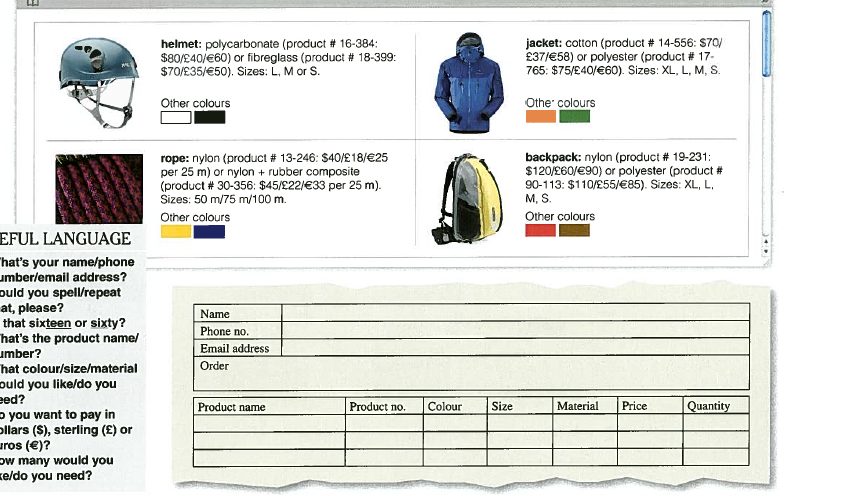 helmet: polycarbonate (product # 16-384:
$80/£40/€60) or fibreglass (product # 18-399:
$70/£35/€50). Sizes: L, M or S.
Other colours
jacket: cotton (product # 14-556: $70/
£37/€58) or polyester (product # 17-
765: $75/£40/€60). Sizes: XL, L, M, S.
Other colours
rope: nylon (product # 13-246: $40/£18/€25
per 25 m) or nylon + rubber composite
(product # 30-356: $45/£22/€33 per 25 m).
Sizes: 50 m/75 m/100 m.
Other colours
backpack: nylon (product # 19-231:
$120/£60/€90) or polyester (product #
90-113: $110/£55/€85). Sizes: XL, L,
M, S.
Other colours
EFUL LANGUAGE
hat's your name/phone
umber/email address?
ould you spell/repeat
at, please?
that sixteen or sixty?
hat's the product name/
umber?
hat colour/size/material
ould you like/do you
eed?
o you want to pay in
ollars ($), sterling (£) or
uros (€)?
ow many would you
ke/do you need?
Name
Phone no.
Email address
Order
Product name Product no. Colour Size Material Price Quantity